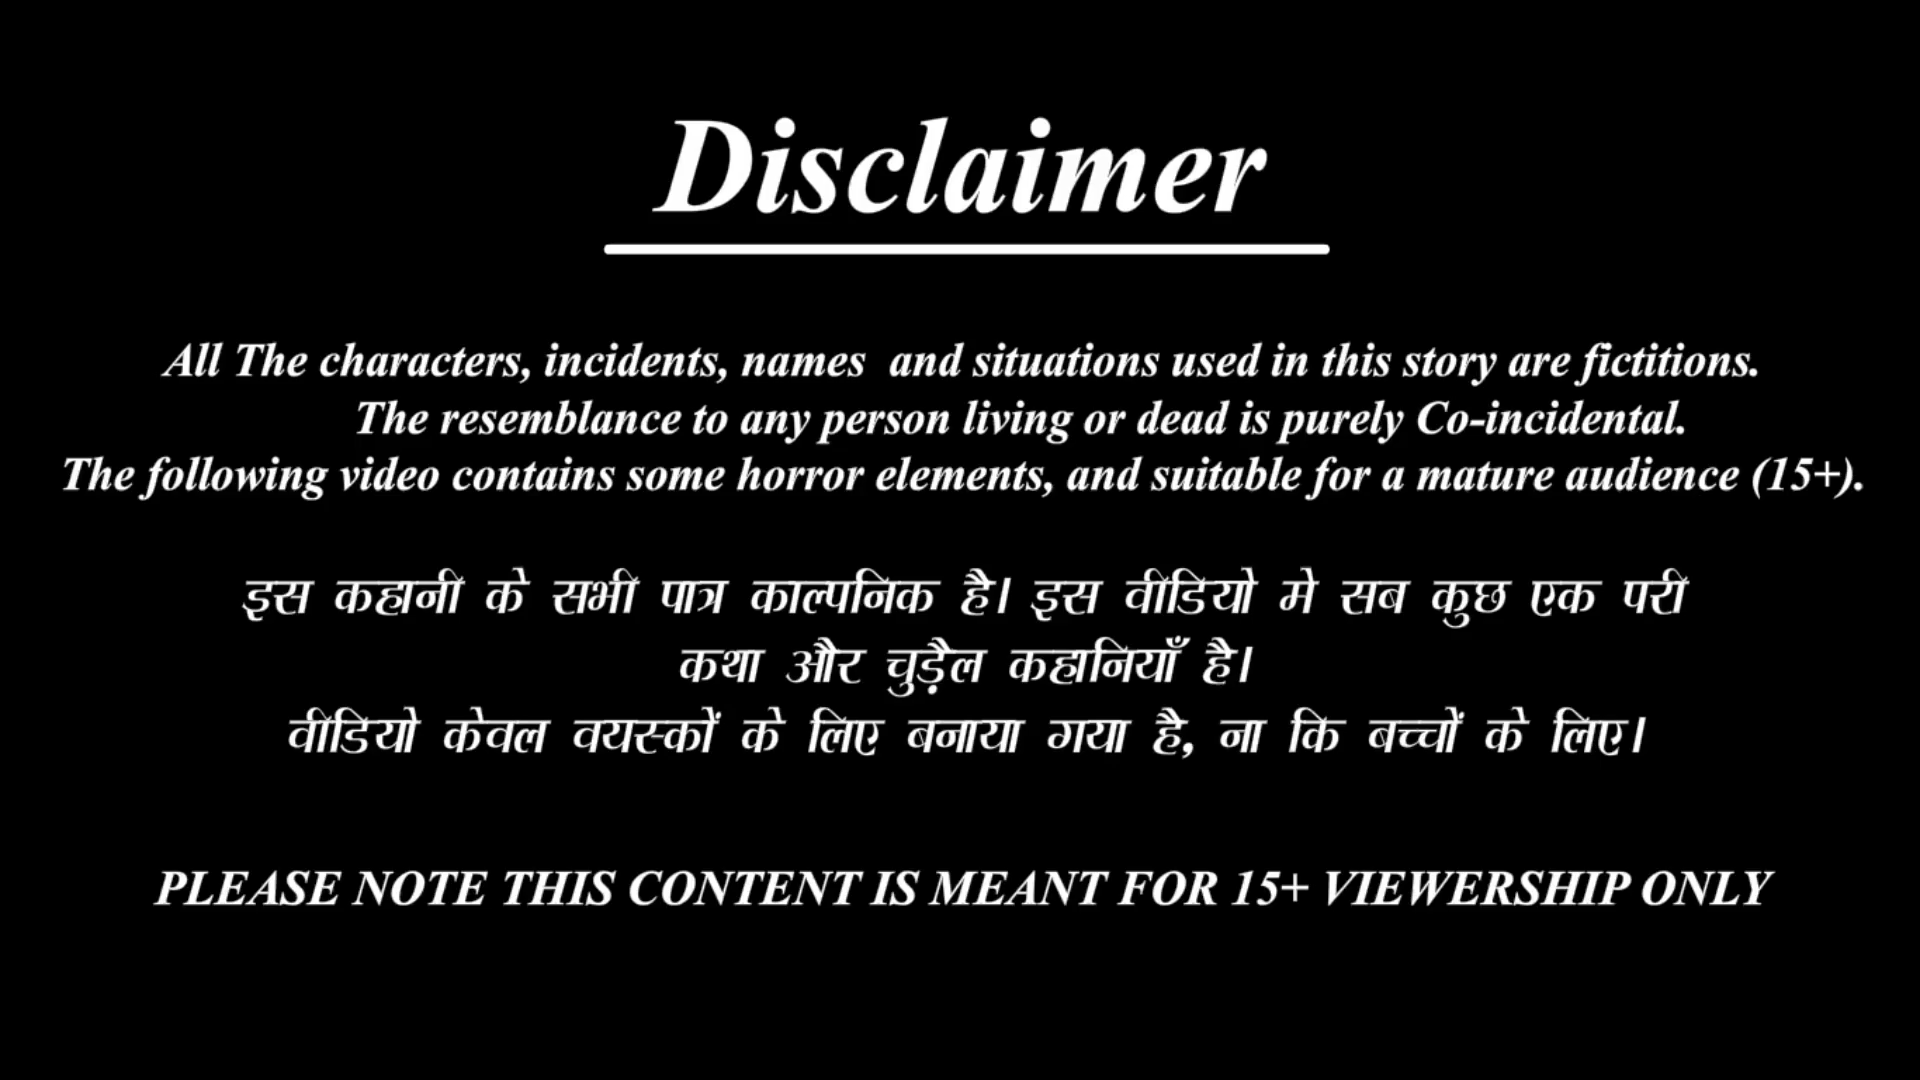 Disclaimer
All The characters, incidents, names and situations used in this story are fictitions.
The resemblance to any person living or dead is purely Co-incidental.
The following video contains some horror elements, and suitable for a mature audience (15+).
इस कहानी के सभी पात्र काल्पनिक है। इस वीडियो मे सब कुछ एक परी
कथा और चुड़ैल कहानियाँ है।
वीडियो केवल वयस्कों के लिए बनाया गया है, ना कि बच्चों के लिए।
PLEASE NOTE THIS CONTENT IS MEANT FOR 15+ VIEWERSHIP ONLY